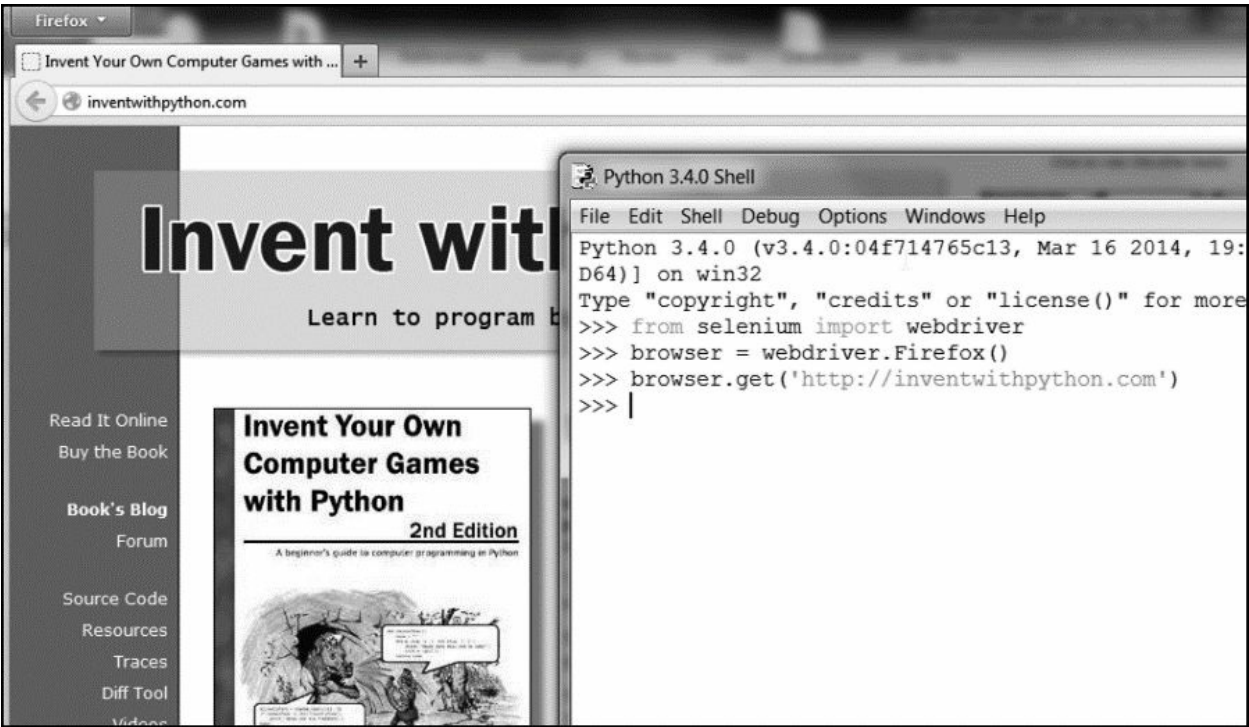 Firefox
Invent Your Own Computer Games with ...
+
inventwithpython.com
Invent wit
Learn to program b
Read It Online
Buy the Book
Book's Blog
Forum
Source Code
Resources
Traces
Diff Tool
Videos
Invent Your Own
Computer Games
with Python
2nd Edition
A beginner's guide to computer programming in Python
Python 3.4.0 Shell
File Edit Shell Debug Options Windows Help
Python 3.4.0 (v3.4.0:04f714765c13, Mar 16 2014, 19:
D64)] on win32
Type "copyright", "credits" or "license()" for more
>>> from selenium import webdriver
>>> browser = webdriver.Firefox()
>>> browser.get('http://inventwithpython.com')
>>>